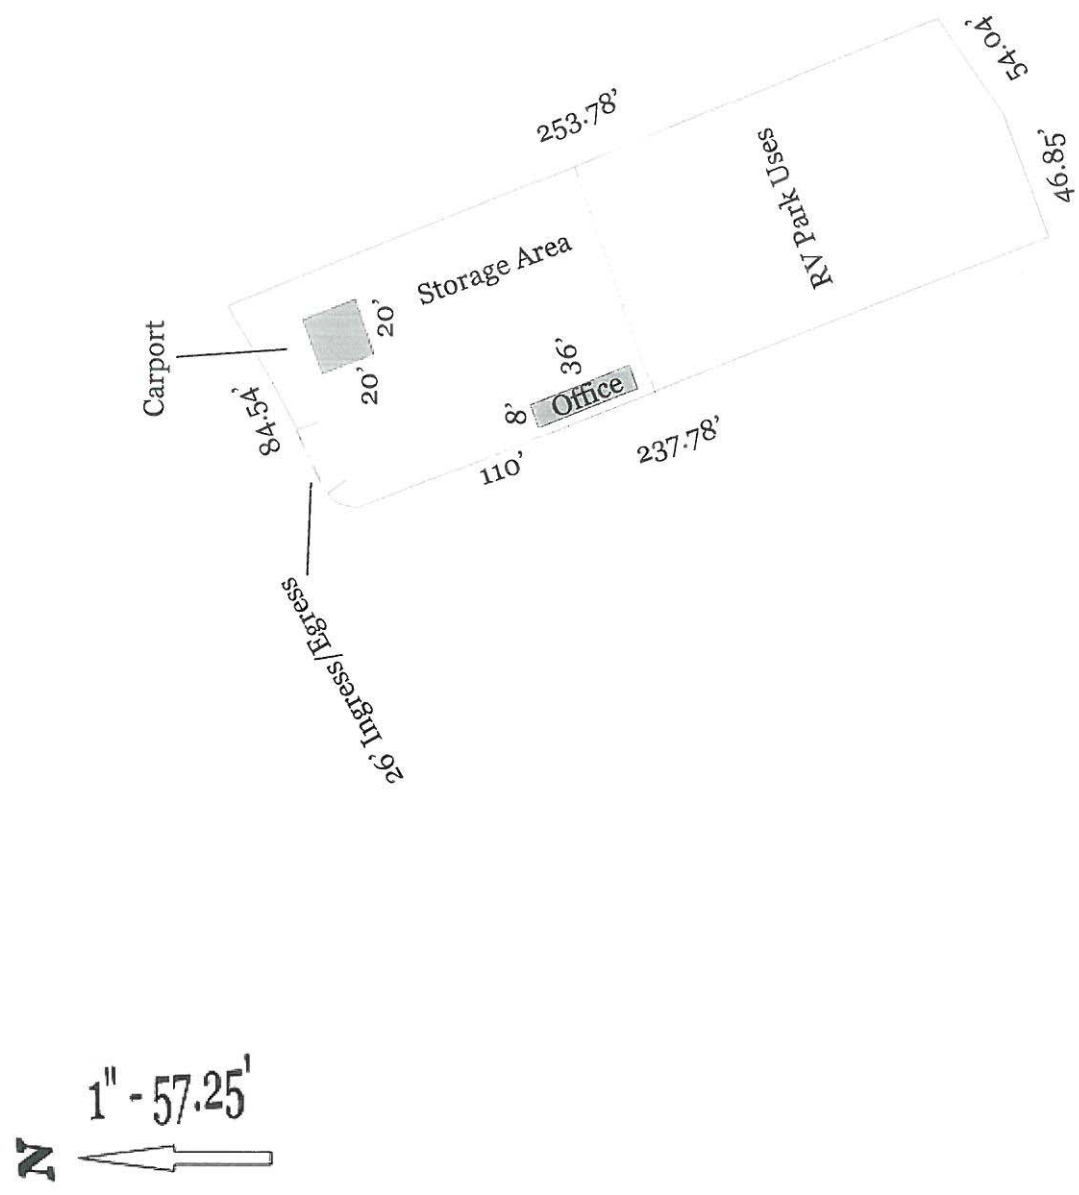 54.04'
253.78'
46.85'
RV Park Uses
Storage Area
Carport
20'
20'
36'
84.54'
8'
Office
237.78'
110'
26' Ingress/Egress
1" - 57.25'
N